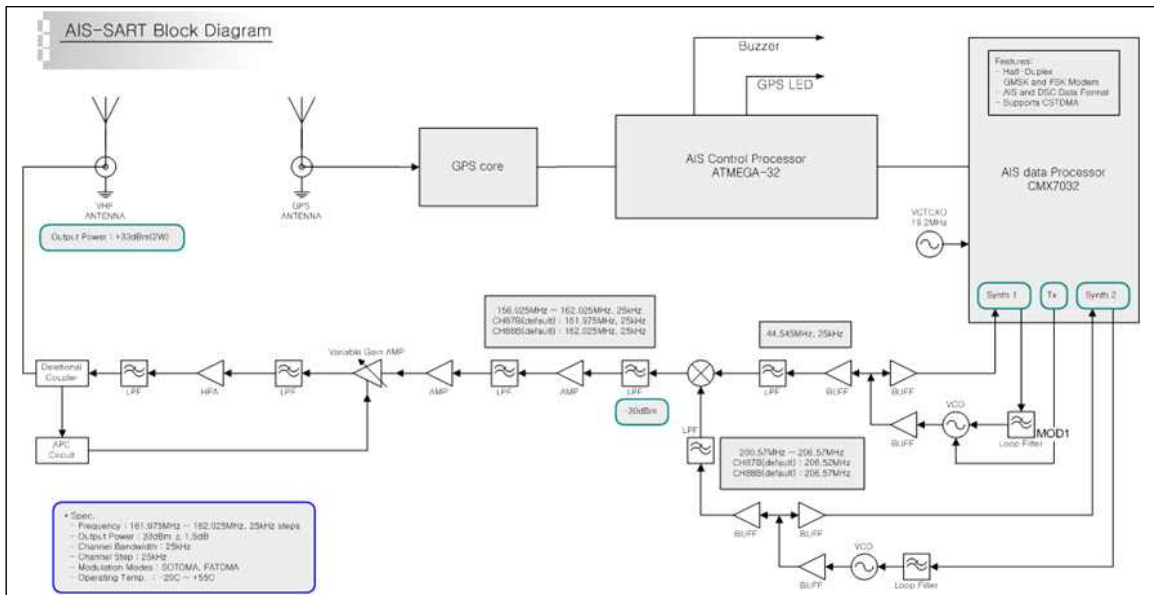 AIS-SART Block Diagram
Buzzer
GPS LED
Features:
- Half-Duplex
GMSK and FSK Modem
- AIS and DSC Data Format
- Supports CSTDMA
GPS core
AIS Control Processor
ATMEGA-32
AIS data Processor
CMX7032
VHF
ANTENNA
GPS
ANTENNA
Output Power : +33dBm(2W)
VCTCXO
19.2MHz
Synth 1
Tx
Synth 2
156.025MHz ~ 162.025MHz, 25kHz
CH87B(default) : 161.975MHz, 25kHz
CH88B(default) : 162.025MHz, 25kHz
44.545MHz, 25kHz
Variable Gain AMP
Directional
Coupler
LPF
HPA
LPF
AMP
LPF
AMP
LPF
LPF
BUFF
BUFF
-30dBm
VCO
BUFF
Loop Filter
MOD1
APC
Circuit
LPF
200.57MHz ~ 206.57MHz
CH87B(default) : 206.52MHz
CH88B(default) : 206.57MHz
BUFF
BUFF
VCO
BUFF
Loop Filter
• Spec.
- Frequency : 161.975MHz ~ 162.025MHz, 25kHz steps
- Output Power : 33dBm ± 1.5dB
- Channel Bandwidth : 25kHz
- Channel Step : 25kHz
- Modulation Modes : SOTDMA, FATDMA
- Operating Temp. : -20C ~ +55C